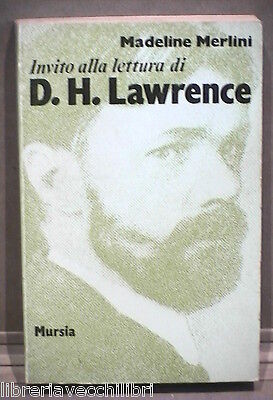 Madeline Merlini
Invito alla lettura di
D. H. Lawrence
Mursia
libreriavecchilibri